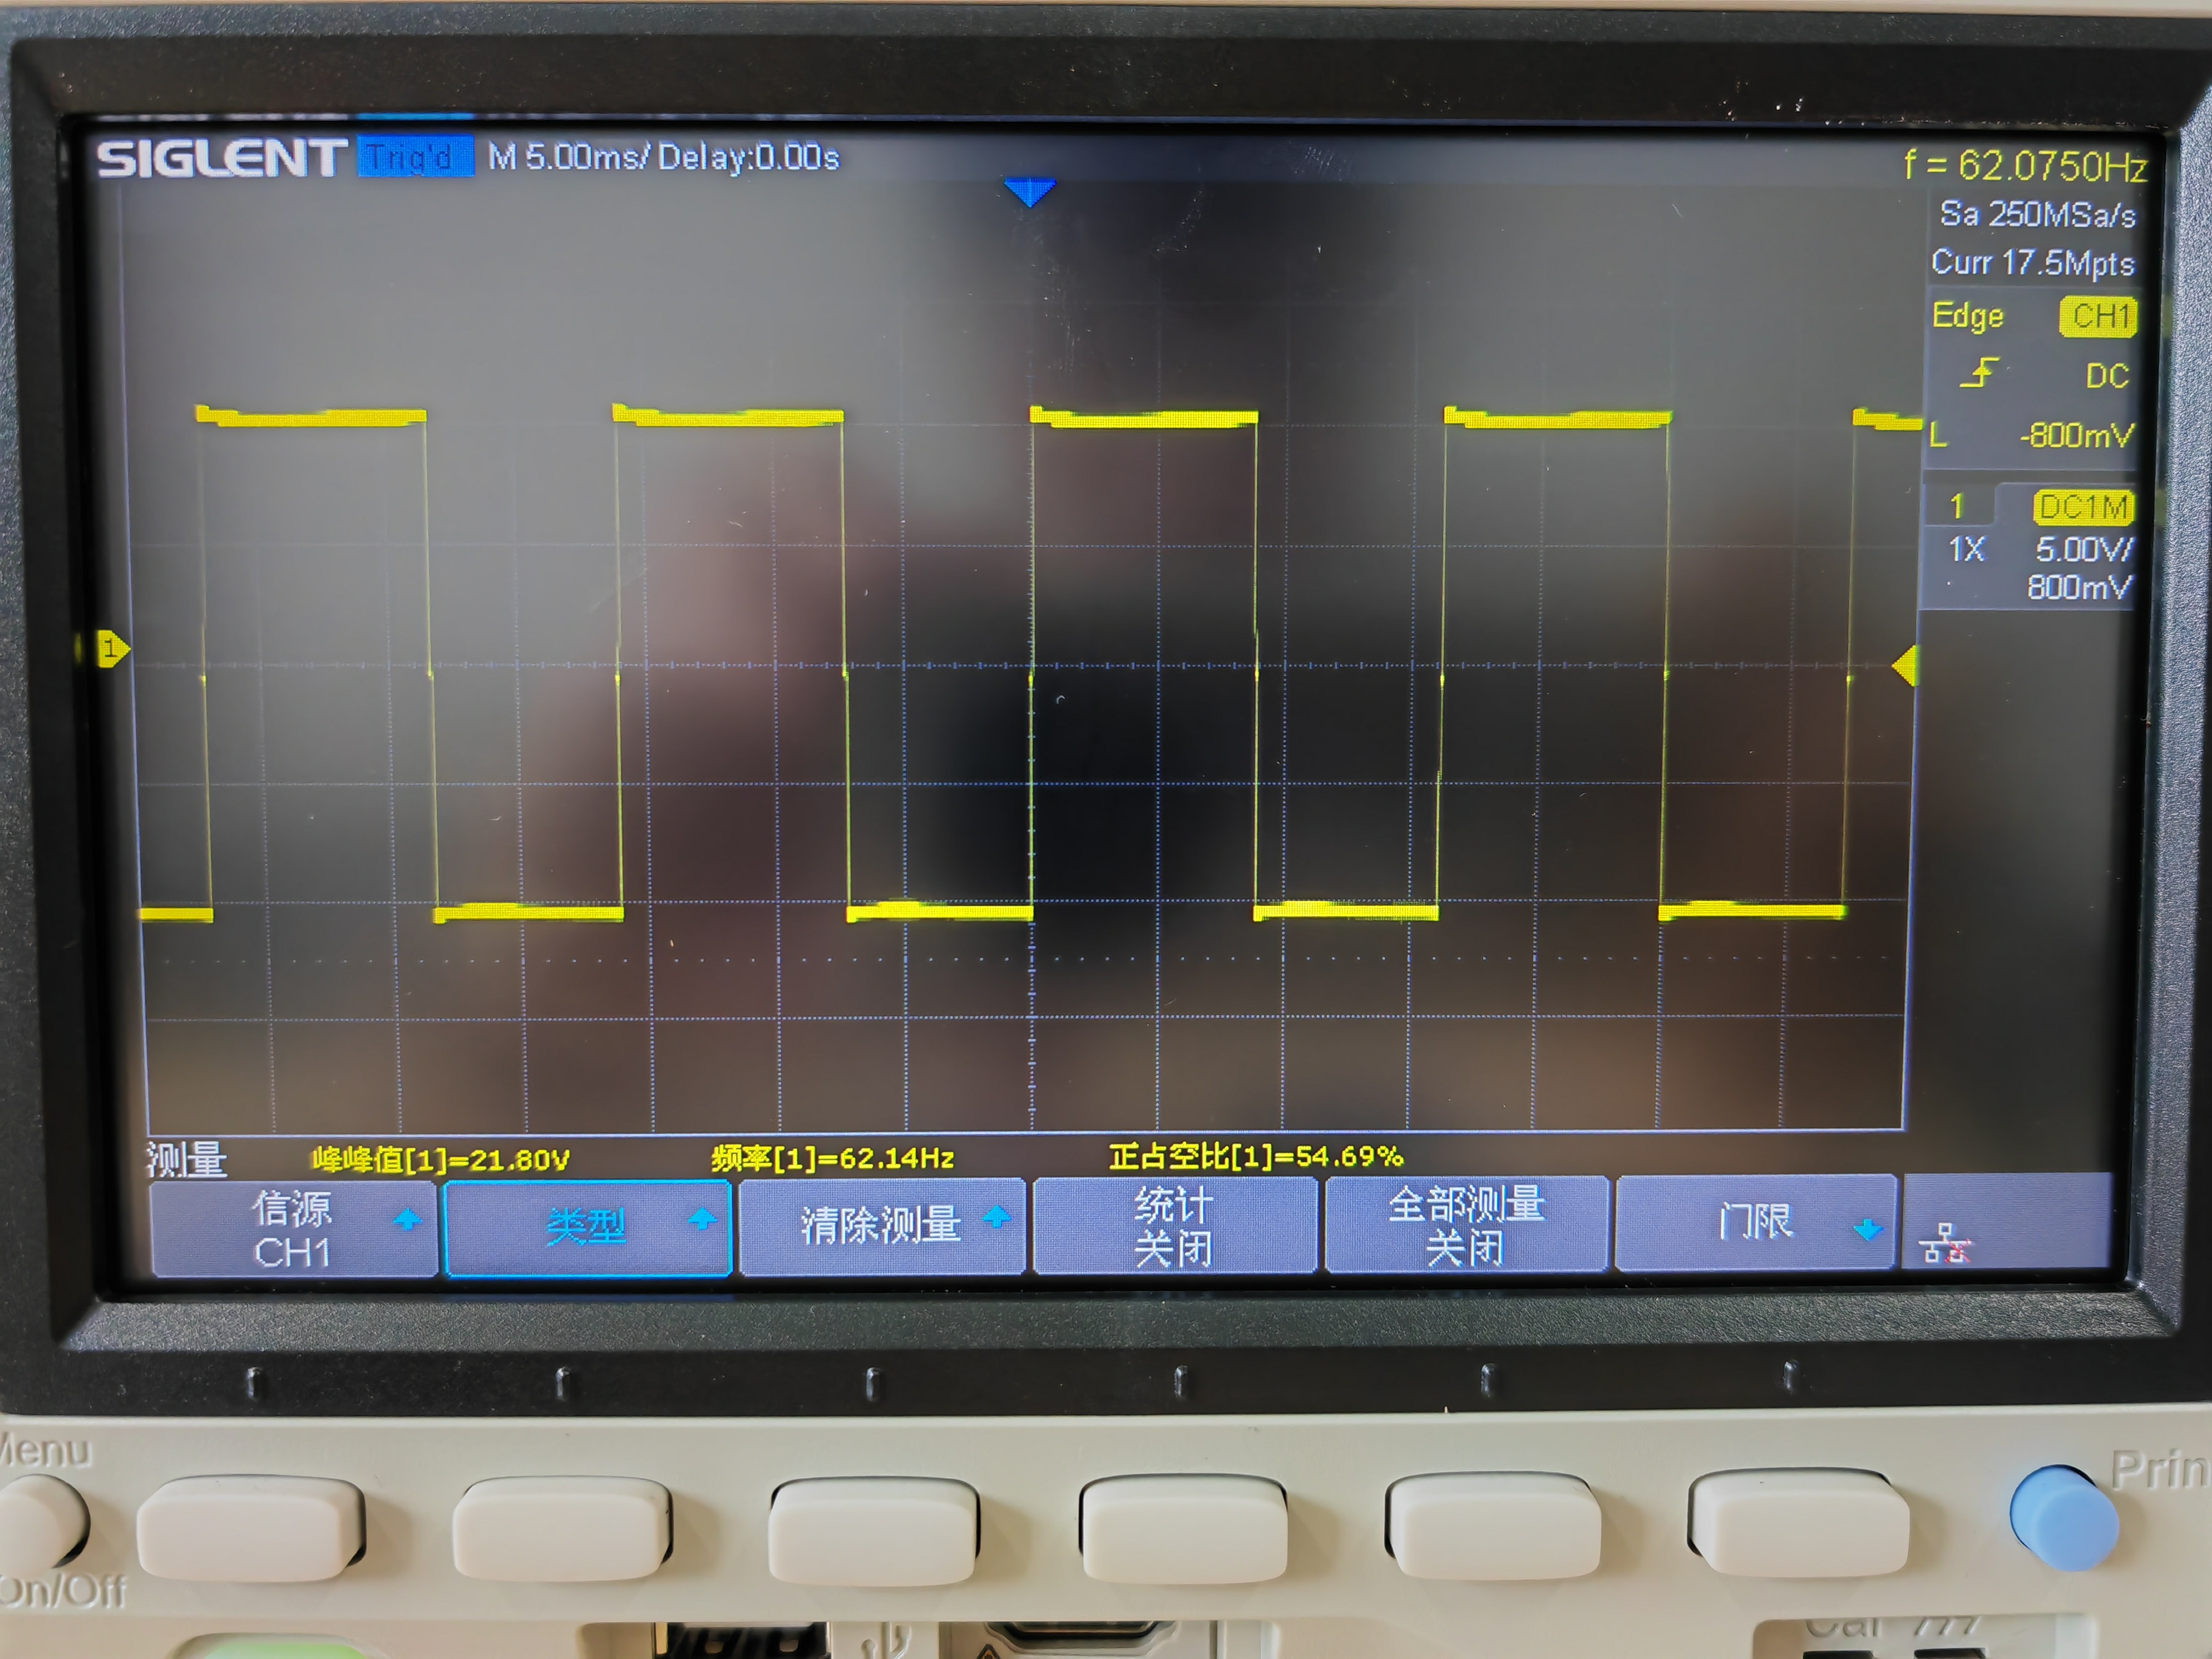 SIGLENT Trig'd M 5.00ms/ Delay:0.00s
f = 62.0750Hz
Sa 250MSa/s
Curr 17.5Mpts
Edge CH1
DC
L -800mV
1 DC1M
1X 5.00V/
800mV
1
测量 峰峰值[1]=21.80V 频率[1]=62.14Hz 正占空比[1]=54.69%
信源
CH1
类型
清除测量
统计
关闭
全部测量
关闭
门限
Menu
On/Off
Prin
Cal